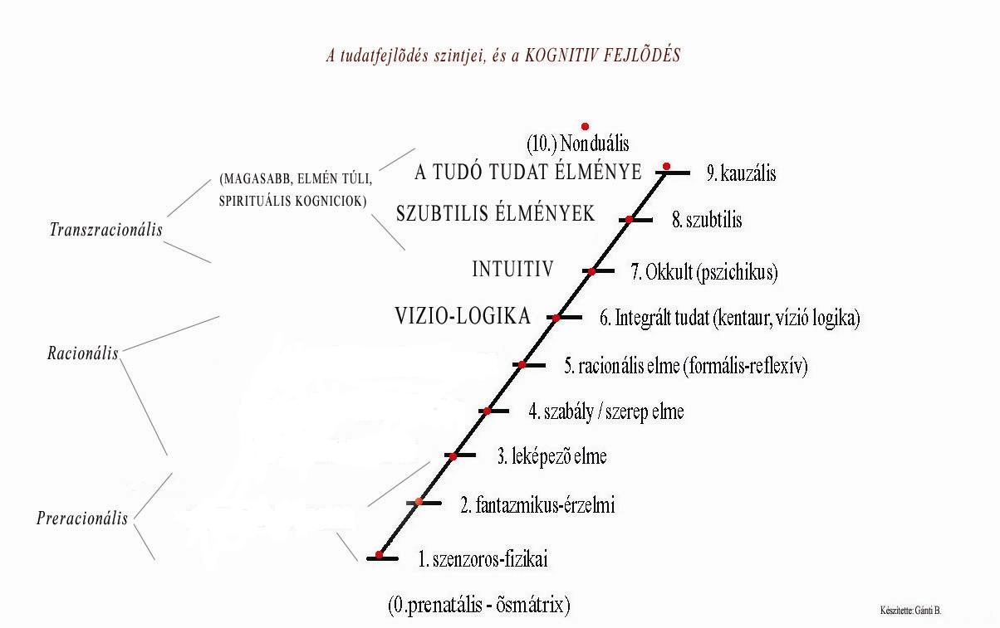 A tudatfejlõdés szintjei, és a KOGNITIV FEJLÕDÉS
(10.) Nonduális
A TUDÓ TUDAT ÉLMÉNYE
9. kauzális
(MAGASABB, ELMÉN TÚLI,
SPIRITUÁLIS KOGNICIOK)
SZUBTILIS ÉLMÉNYEK
8. szubtilis
Transzracionális
INTUITIV
7. Okkult (pszichikus)
VIZIO-LOGIKA
6. Integrált tudat (kentaur, vízió logika)
Racionális
5. racionális elme (formális-reflexív)
4. szabály / szerep elme
3. leképezõ elme
2. fantazmikus-érzelmi
Preracionális
1. szenzoros-fizikai
(0.prenatális - õsmátrix)
Készitette: Gánti B.